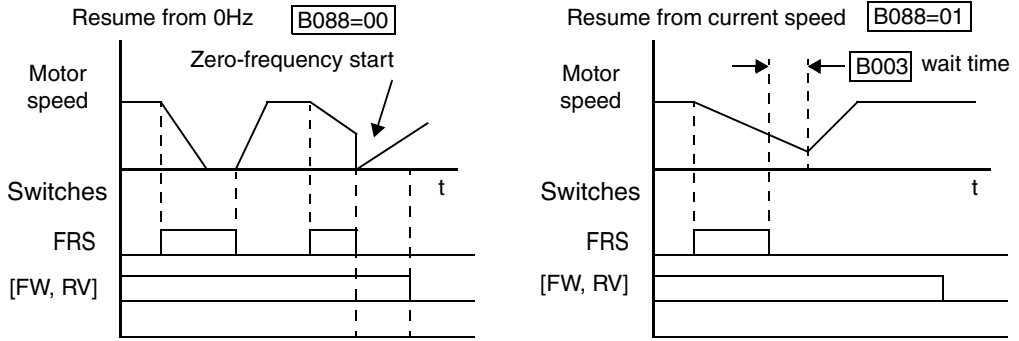 Resume from 0Hz B088=00
Zero-frequency start
Motor
speed
t
Switches
FRS
[FW, RV]
Resume from current speed B088=01
B003 wait time
Motor
speed
t
Switches
FRS
[FW, RV]